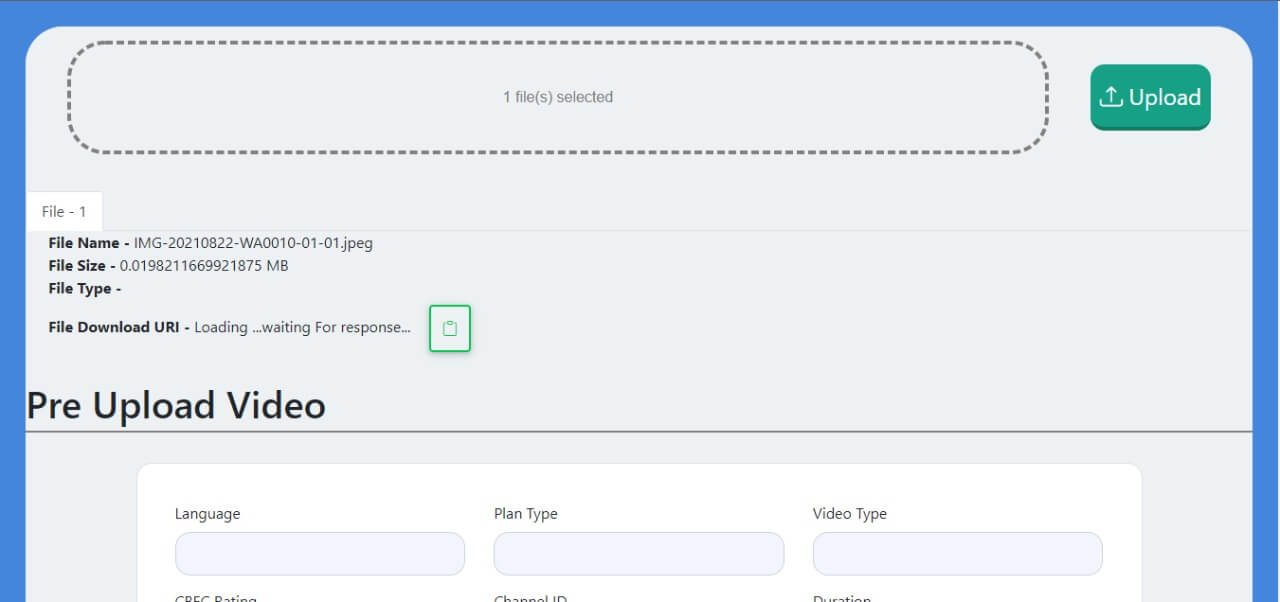 1 file(s) selected
Upload
File - 1
File Name - IMG-20210822-WA0010-01-01.jpeg
File Size - 0.0198211669921875 MB
File Type -
File Download URI - Loading ...waiting For response...
Pre Upload Video
Language Plan Type Video Type
Channel ID Duration